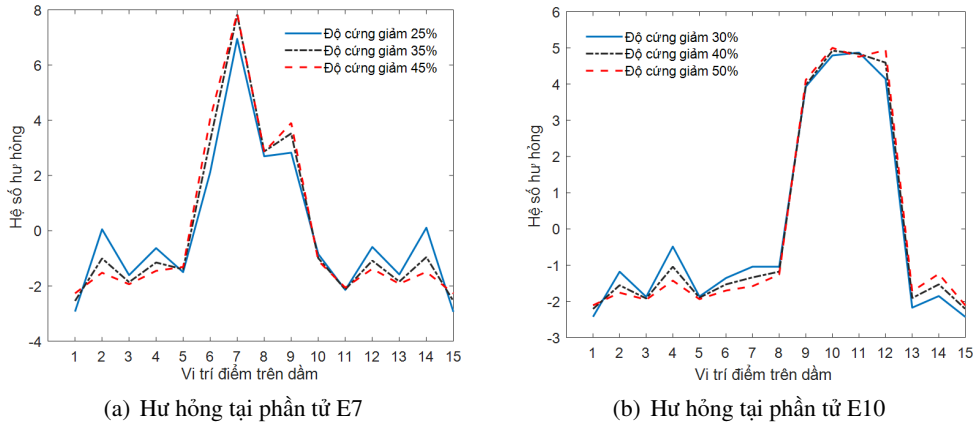 8
6
4
2
0
-2
-4
Hệ số hư hỏng
Độ cứng giảm 25%
Độ cứng giảm 35%
Độ cứng giảm 45%
1 2 3 4 5 6 7 8 9 10 11 12 13 14 15
Vi trí điểm trên dầm
(a) Hư hỏng tại phần tử E7
6
5
4
3
2
1
0
-1
-2
-3
Hệ số hư hỏng
Độ cứng giảm 30%
Độ cứng giảm 40%
Độ cứng giảm 50%
1 2 3 4 5 6 7 8 9 10 11 12 13 14 15
Vi trí điểm trên dầm
(b) Hư hỏng tại phần tử E10